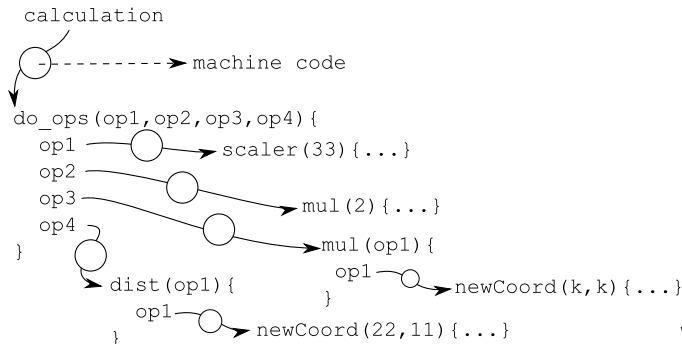 calculation
machine code
do_ops(op1,op2,op3,op4){
op1 scaler(33){...}
op2
mul(2){...}
op3
op4 mul(op1){
} op1 newCoord(k,k){...}
dist(op1){ }
op1 newCoord(22,11){...}
}